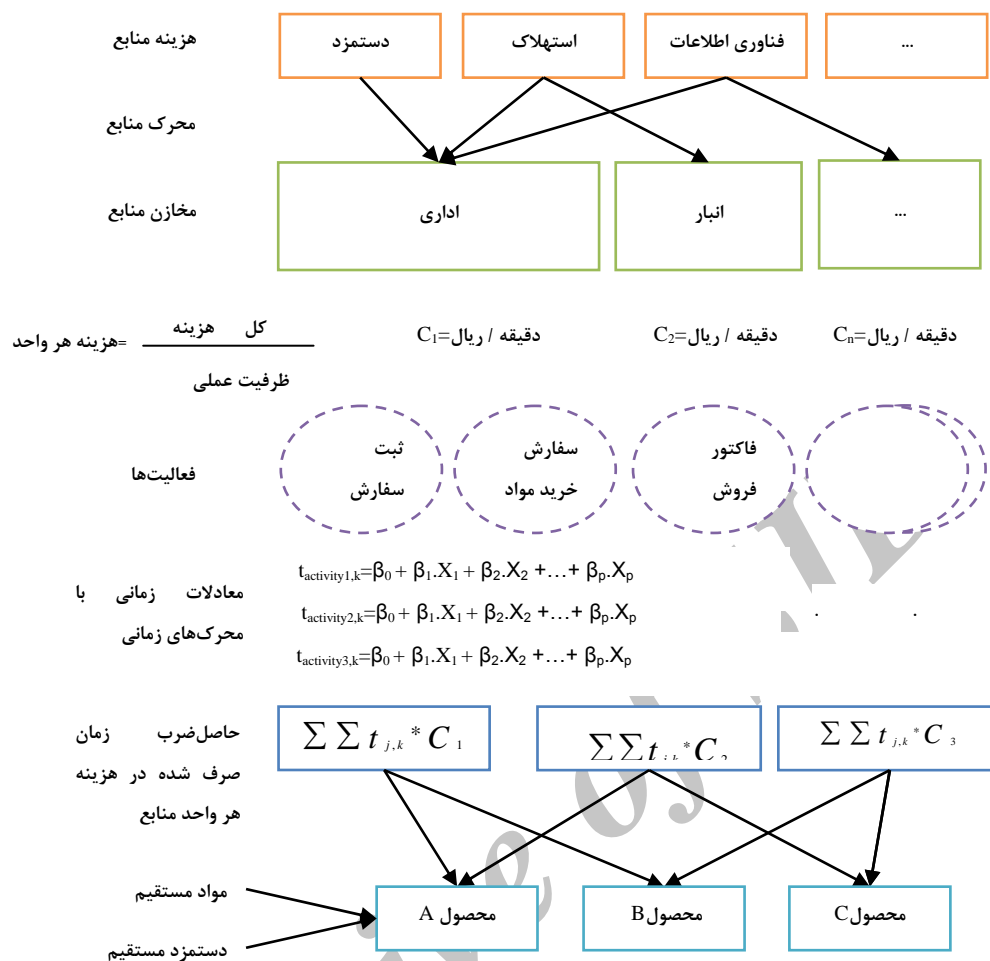 هزینه منابع
دستمزد
استهلاک
فناوری اطلاعات
...
محرک منابع
مخازن منابع
اداری
انبار
...
هزینه هر واحد=
کل هزینه
ظرفیت عملی
C1=دقیقه / ریال
C2=دقیقه / ریال
Cn=دقیقه / ریال
فعالیت‌ها
ثبت
سفارش
سفارش
خرید مواد
فاکتور
فروش
معادلات زمانی با
محرک‌های زمانی
tactivity1,k=β0 + β1.X1 + β2.X2 +…+ βp.Xp
tactivity2,k=β0 + β1.X1 + β2.X2 +…+ βp.Xp
tactivity3,k=β0 + β1.X1 + β2.X2 +…+ βp.Xp
. .
حاصل‌ضرب زمان
صرف شده در هزینه
هر واحد منابع
∑ ∑ t j,k * C 1
∑ ∑ t j,k * C 2
∑ ∑ t j,k * C 3
مواد مستقیم
دستمزد مستقیم
محصول A
محصول B
محصول C